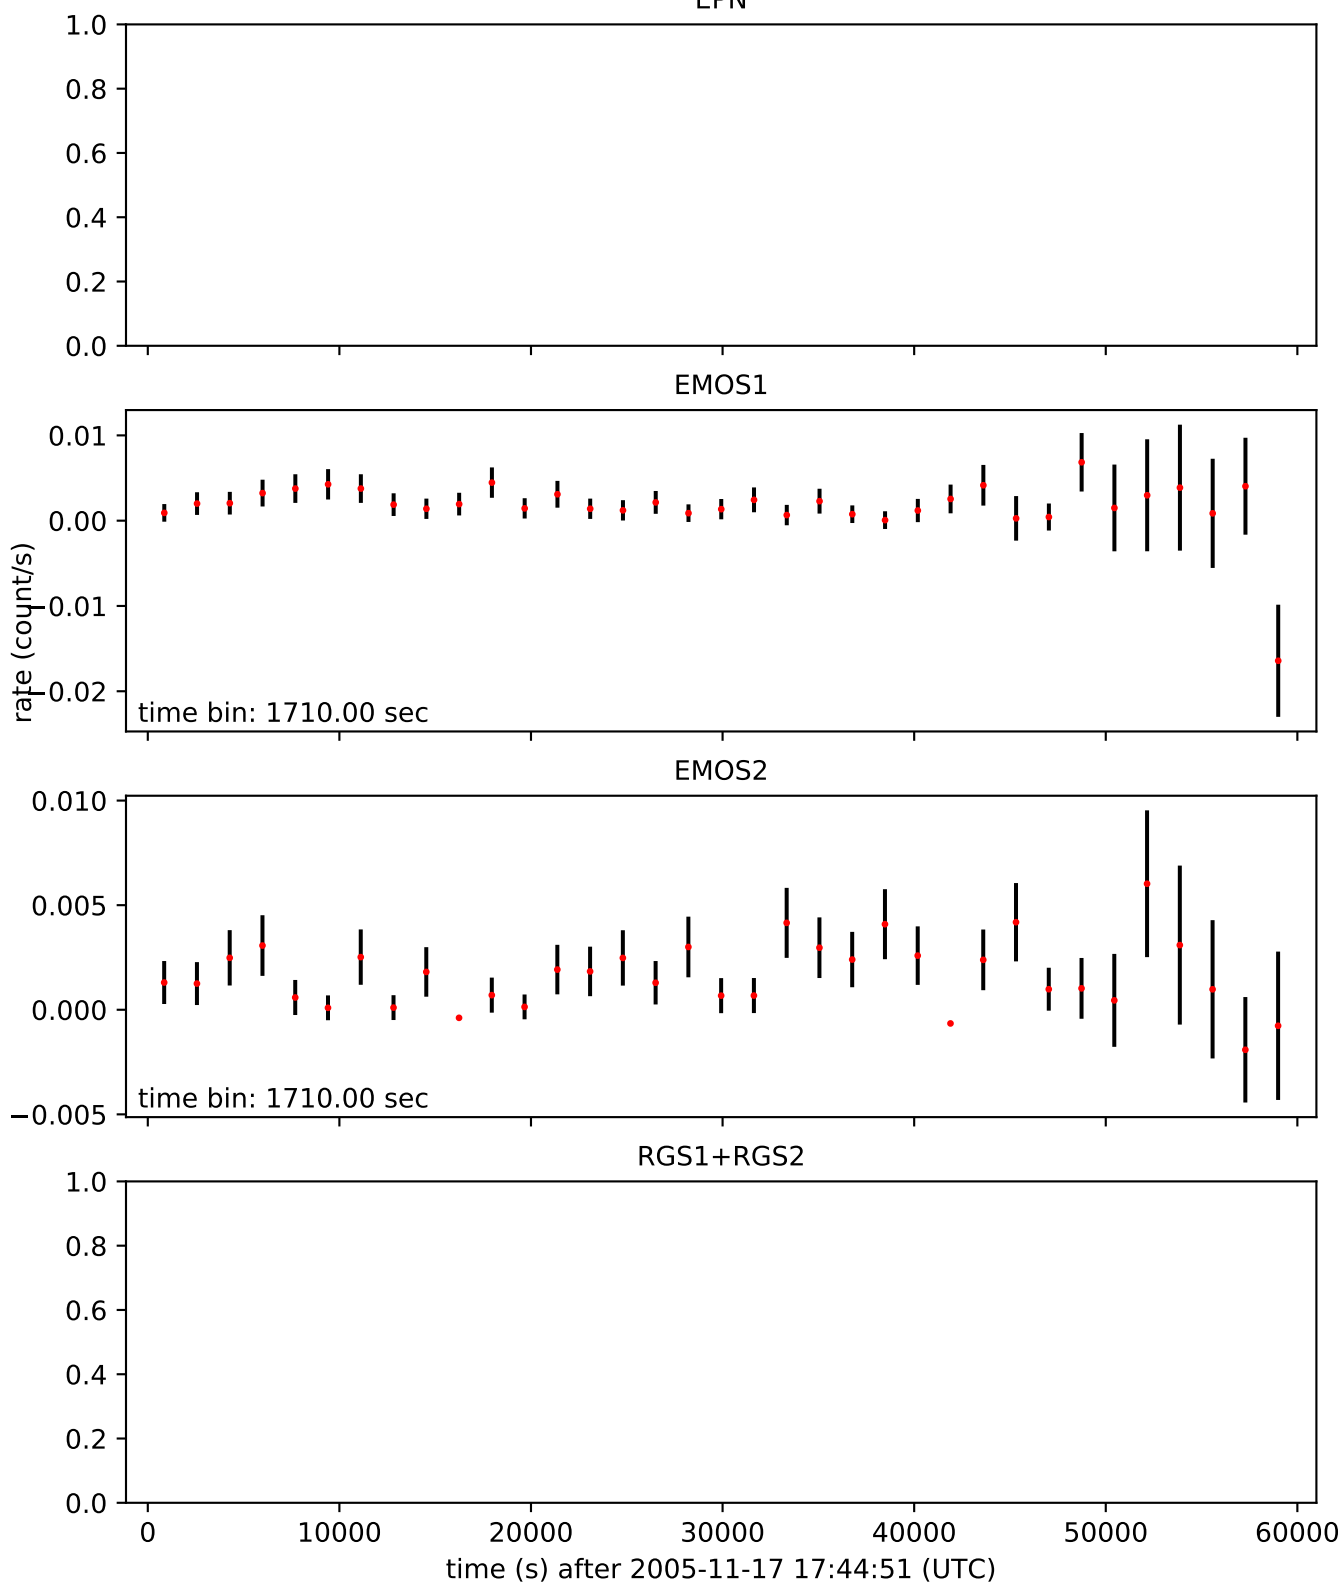 EPN
1.0
0.8
0.6
0.4
0.2
0.0
EMOS1
0.01
0.00
−0.01
−0.02
rate (count/s)
time bin: 1710.00 sec
EMOS2
0.010
0.005
0.000
−0.005
time bin: 1710.00 sec
RGS1+RGS2
1.0
0.8
0.6
0.4
0.2
0.0
0 10000 20000 30000 40000 50000 60000
time (s) after 2005-11-17 17:44:51 (UTC)